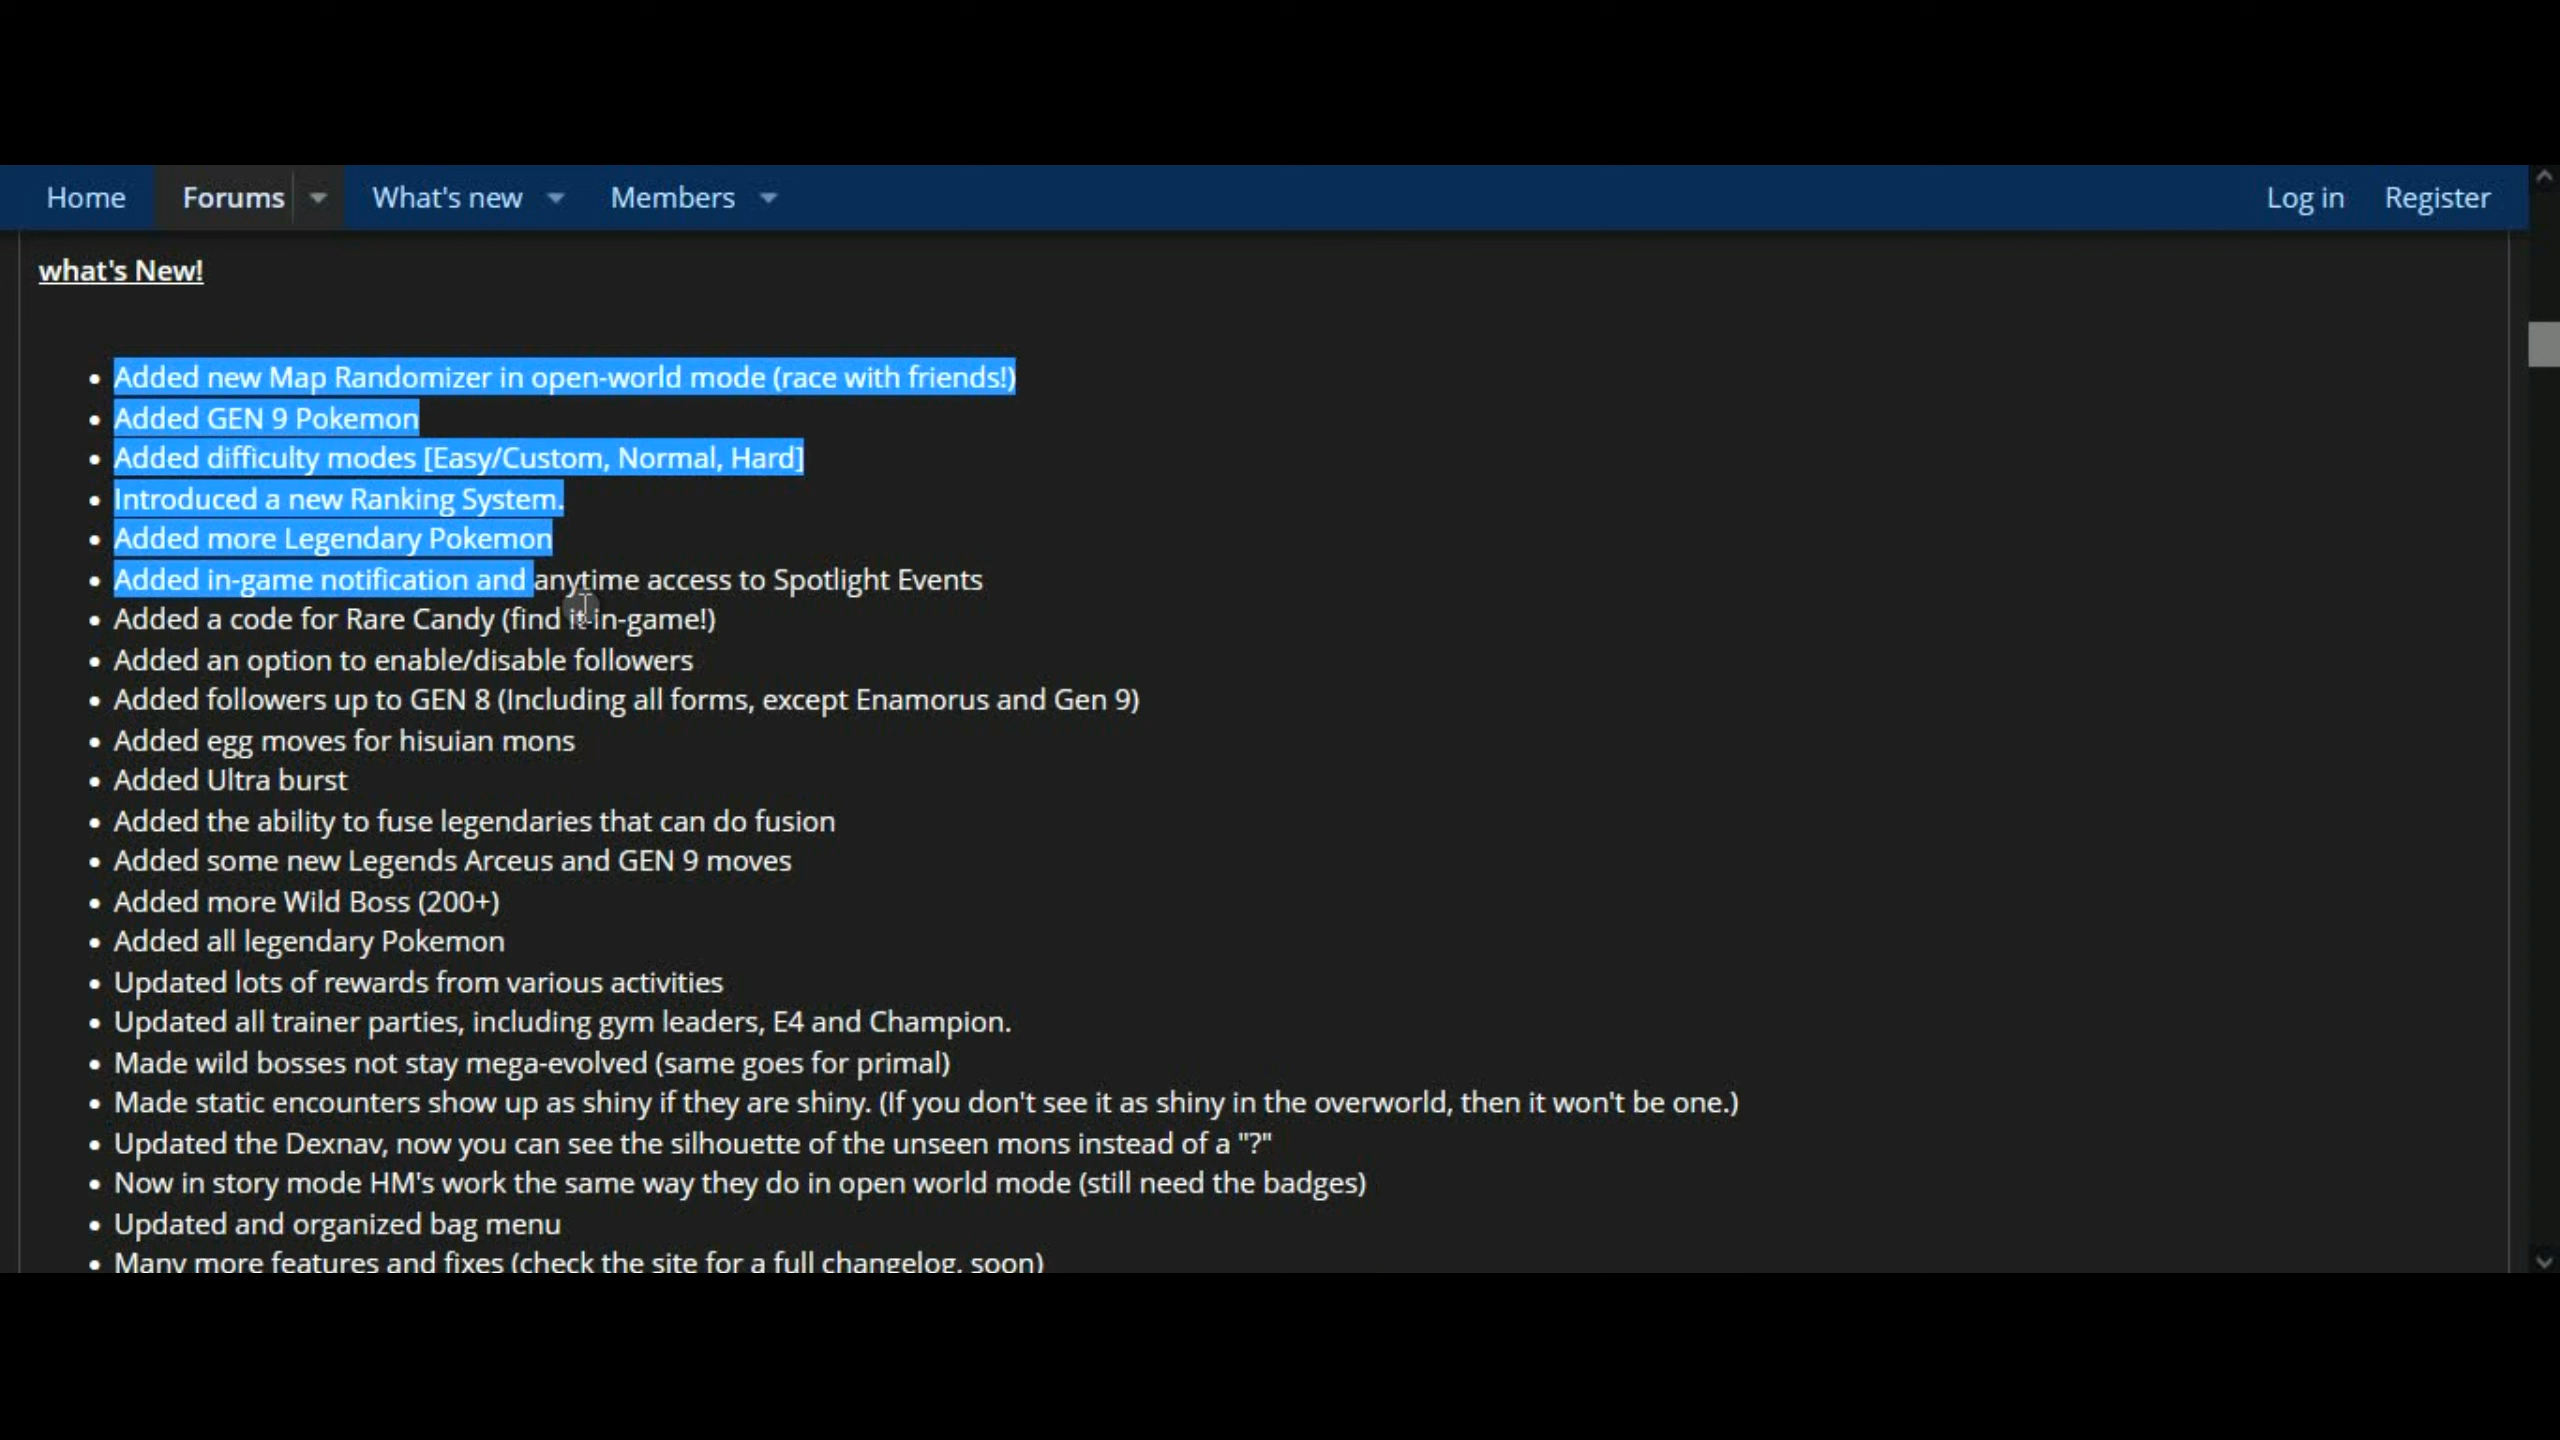 Home Forums What's new Members Log in Register
what's New!
• Added new Map Randomizer in open-world mode (race with friends!)
• Added GEN 9 Pokemon
• Added difficulty modes [Easy/Custom, Normal, Hard]
• Introduced a new Ranking System.
• Added more Legendary Pokemon
• Added in-game notification and anytime access to Spotlight Events
• Added a code for Rare Candy (find it in-game!)
• Added an option to enable/disable followers
• Added followers up to GEN 8 (Including all forms, except Enamorus and Gen 9)
• Added egg moves for hisuian mons
• Added Ultra burst
• Added the ability to fuse legendaries that can do fusion
• Added some new Legends Arceus and GEN 9 moves
• Added more Wild Boss (200+)
• Added all legendary Pokemon
• Updated lots of rewards from various activities
• Updated all trainer parties, including gym leaders, E4 and Champion.
• Made wild bosses not stay mega-evolved (same goes for primal)
• Made static encounters show up as shiny if they are shiny. (If you don't see it as shiny in the overworld, then it won't be one.)
• Updated the Dexnav, now you can see the silhouette of the unseen mons instead of a "?"
• Now in story mode HM's work the same way they do in open world mode (still need the badges)
• Updated and organized bag menu
• Many more features and fixes (check the site for a full changelog, soon)